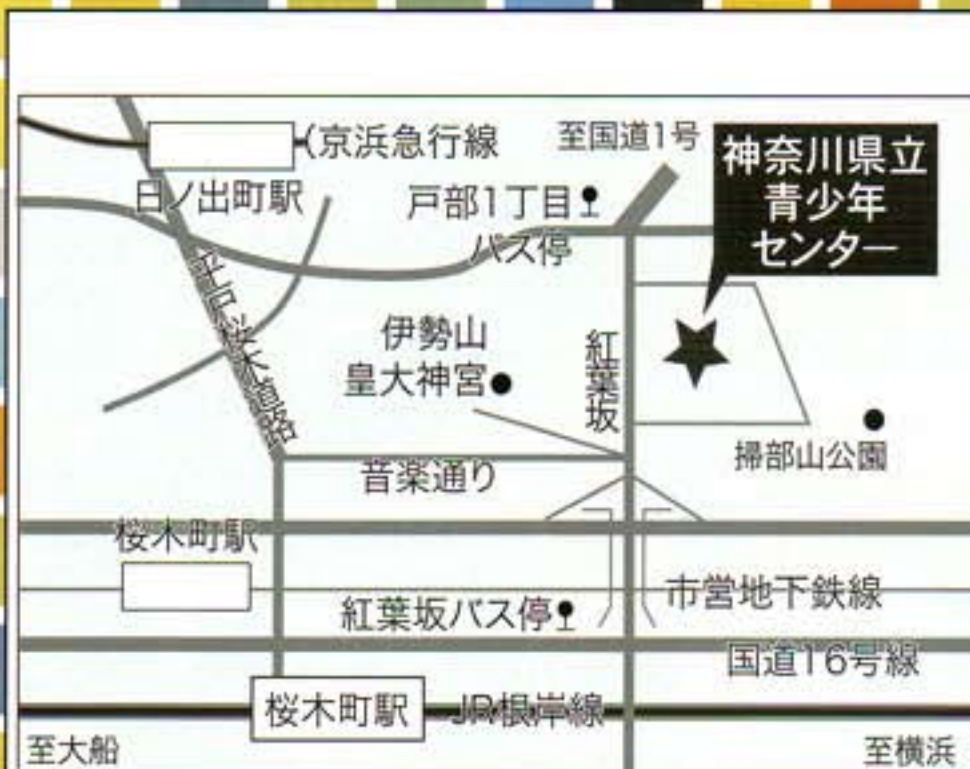 京浜急行線
日ノ出町駅
至国道1号
戸部1丁目
バス停
神奈川県立
青少年
センター
平戸桜木道路
伊勢山
皇大神宮
紅葉坂
掃部山公園
音楽通り
桜木町駅
市営地下鉄線
紅葉坂バス停
国道16号線
桜木町駅
JR根岸線
至大船
至横浜